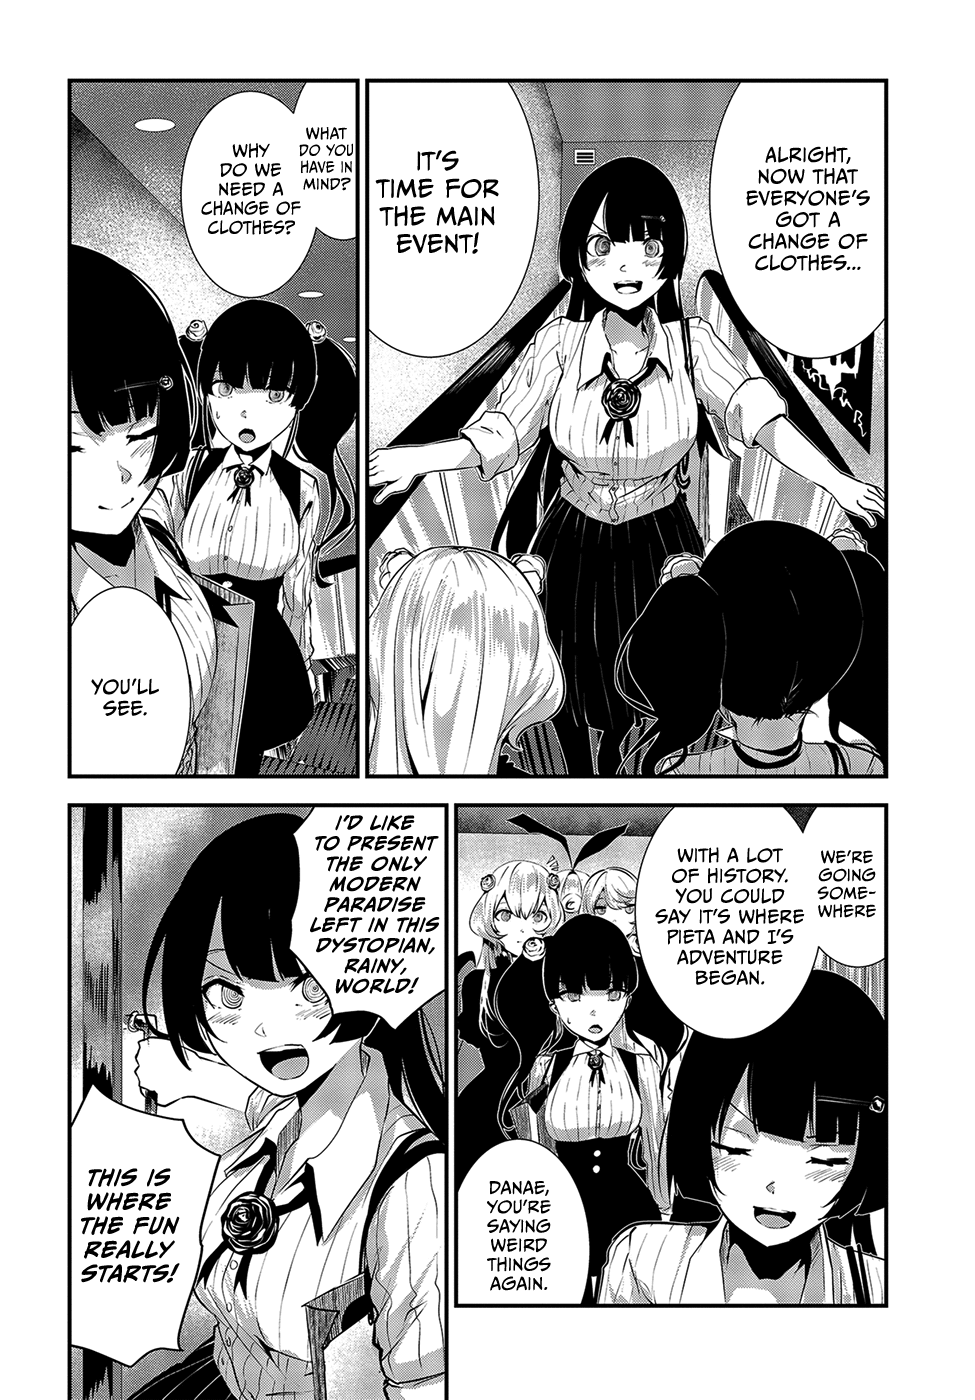 ALRIGHT,
NOW THAT
EVERYONE'S
GOT A
CHANGE OF
CLOTHES...
IT'S
TIME FOR
THE MAIN
EVENT!
WHAT
DO YOU
HAVE IN
MIND?
WHY
DO WE
NEED A
CHANGE OF
CLOTHES?
YOU'LL
SEE.
WE'RE
GOING
SOME-
WHERE
WITH A LOT
OF HISTORY.
YOU COULD
SAY IT'S WHERE
PIETA AND I'S
ADVENTURE
BEGAN.
DANAE,
YOU'RE
SAYING
WEIRD
THINGS
AGAIN.
I'D LIKE
TO PRESENT
THE ONLY
MODERN
PARADISE
LEFT IN THIS
DYSTOPIAN,
RAINY,
WORLD!
THIS IS
WHERE
THE FUN
REALLY
STARTS!